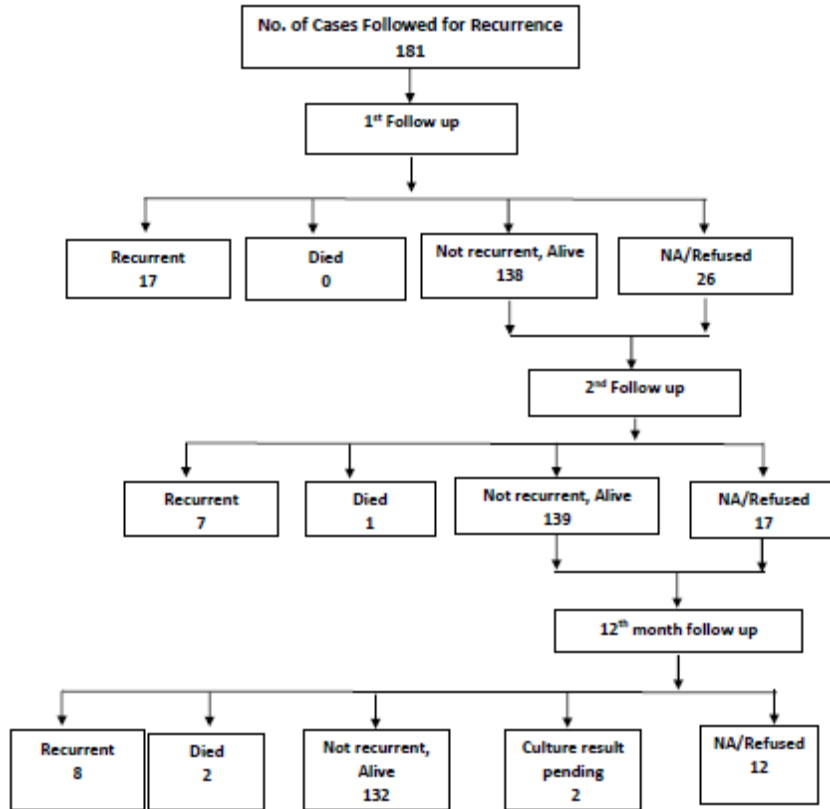 No. of Cases Followed for Recurrence
181
1st Follow up
Recurrent
17
Died
0
Not recurrent, Alive
138
NA/Refused
26
2nd Follow up
Recurrent
7
Died
1
Not recurrent, Alive
139
NA/Refused
17
12th month follow up
Recurrent
8
Died
2
Not recurrent,
Alive
132
Culture result
pending
2
NA/Refused
12